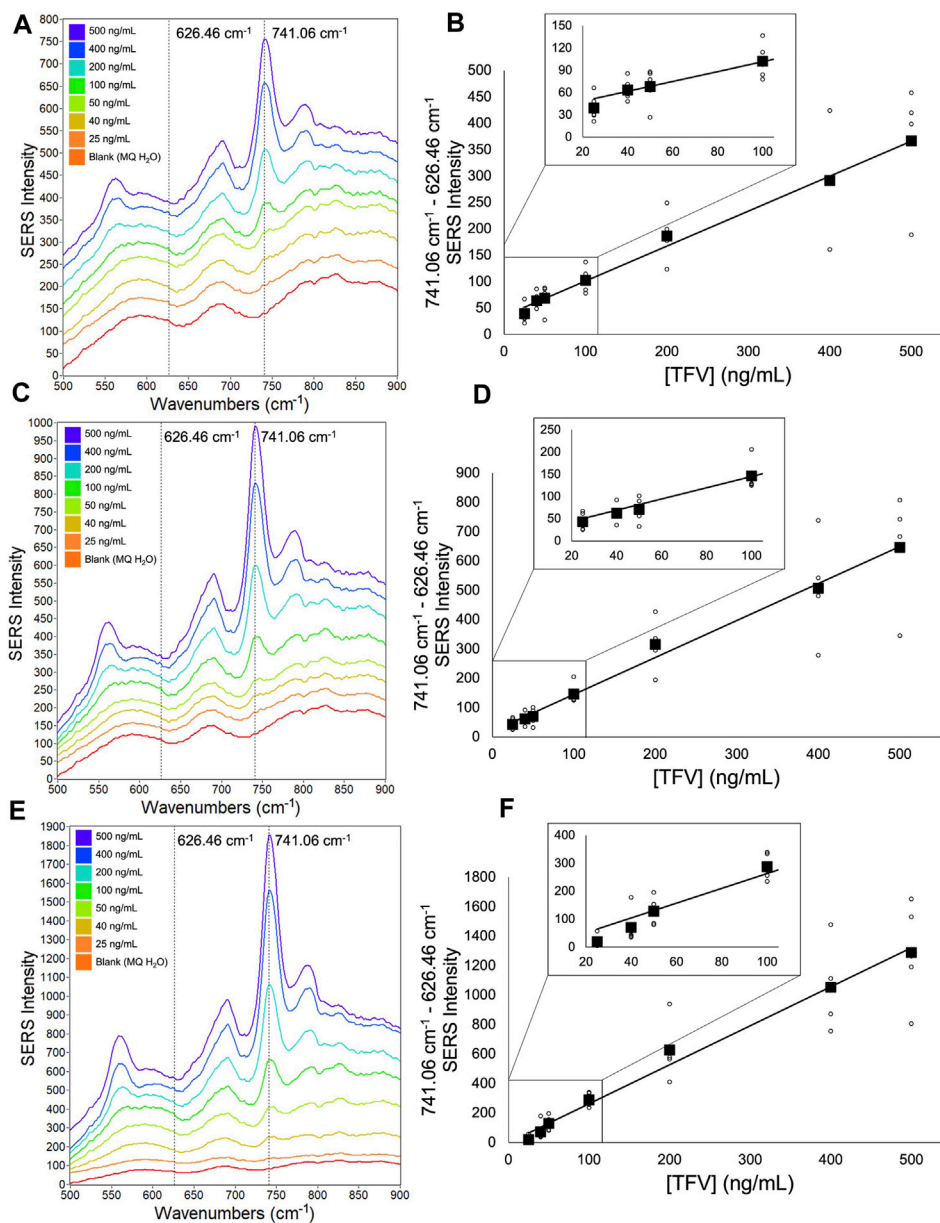 A
800
750
700
650
600
550
500
450
400
350
300
250
200
150
100
50
0
SERS Intensity
500 ng/mL
400 ng/mL
200 ng/mL
100 ng/mL
50 ng/mL
40 ng/mL
25 ng/mL
Blank (MQ H₂O)
626.46 cm⁻¹
741.06 cm⁻¹
500 550 600 650 700 750 800 850 900
Wavenumbers (cm⁻¹)
B
741.06 cm⁻¹ - 626.46 cm⁻¹
SERS Intensity
500
450
400
350
300
250
200
150
100
50
0
150
120
90
60
30
0
20 40 60 80 100
0 100 200 300 400 500
[TFV] (ng/mL)
C
1000
950
900
850
800
750
700
650
600
550
500
450
400
350
300
250
200
150
100
50
0
SERS Intensity
500 ng/mL
400 ng/mL
200 ng/mL
100 ng/mL
50 ng/mL
40 ng/mL
25 ng/mL
Blank (MQ H₂O)
626.46 cm⁻¹
741.06 cm⁻¹
500 550 600 650 700 750 800 850 900
Wavenumbers (cm⁻¹)
D
741.06 cm⁻¹ - 626.46 cm⁻¹
SERS Intensity
900
800
700
600
500
400
300
200
100
0
250
200
150
100
50
0
20 40 60 80 100
0 100 200 300 400 500
[TFV] (ng/mL)
E
1900
1800
1700
1600
1500
1400
1300
1200
1100
1000
900
800
700
600
500
400
300
200
100
0
SERS Intensity
500 ng/mL
400 ng/mL
200 ng/mL
100 ng/mL
50 ng/mL
40 ng/mL
25 ng/mL
Blank (MQ H₂O)
626.46 cm⁻¹
741.06 cm⁻¹
500 550 600 650 700 750 800 850 900
Wavenumbers (cm⁻¹)
F
741.06 cm⁻¹ - 626.46 cm⁻¹
SERS Intensity
1800
1600
1400
1200
1000
800
600
400
200
0
400
300
200
100
0
20 40 60 80 100
0 100 200 300 400 500
[TFV] (ng/mL)